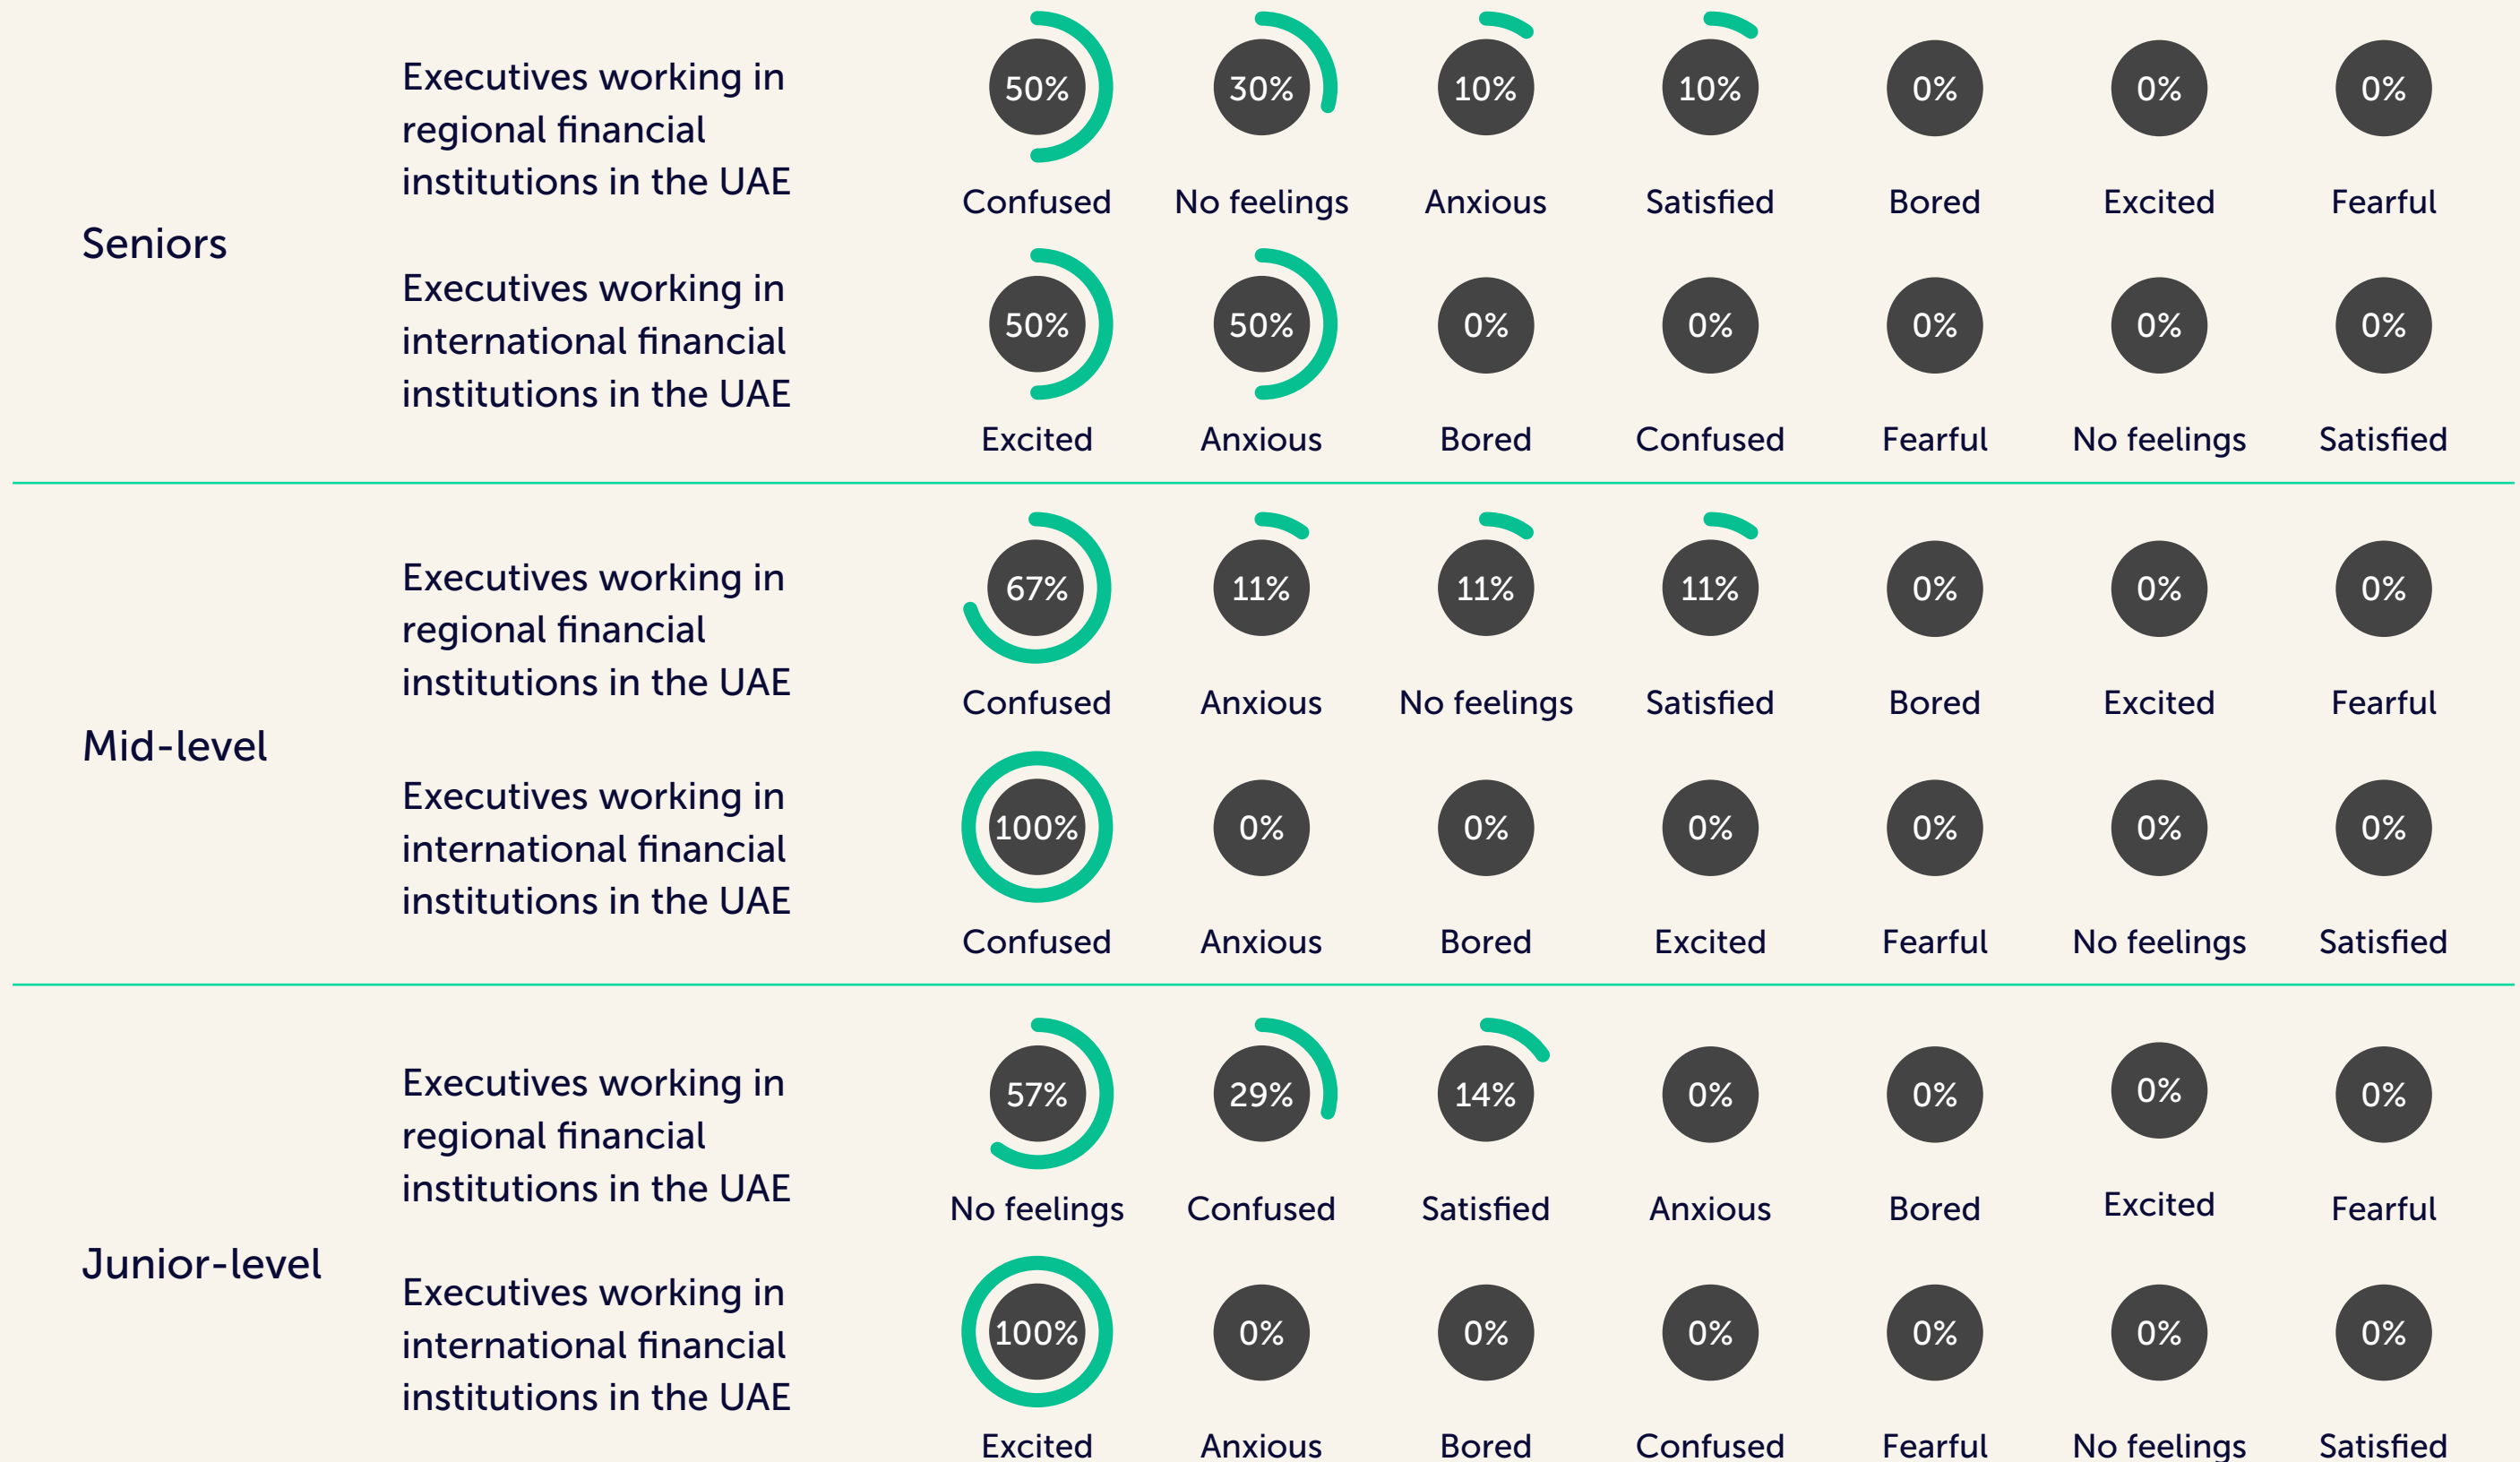 Seniors
Executives working in
regional financial
institutions in the UAE
50% 30% 10% 10% 0% 0% 0%
Confused No feelings Anxious Satisfied Bored Excited Fearful
Executives working in
international financial
institutions in the UAE
50% 50% 0% 0% 0% 0% 0%
Excited Anxious Bored Confused Fearful No feelings Satisfied
Mid-level
Executives working in
regional financial
institutions in the UAE
67% 11% 11% 11% 0% 0% 0%
Confused Anxious No feelings Satisfied Bored Excited Fearful
Executives working in
international financial
institutions in the UAE
100% 0% 0% 0% 0% 0% 0%
Confused Anxious Bored Excited Fearful No feelings Satisfied
Junior-level
Executives working in
regional financial
institutions in the UAE
57% 29% 14% 0% 0% 0% 0%
No feelings Confused Satisfied Anxious Bored Excited Fearful
Executives working in
international financial
institutions in the UAE
100% 0% 0% 0% 0% 0% 0%
Excited Anxious Bored Confused Fearful No feelings Satisfied